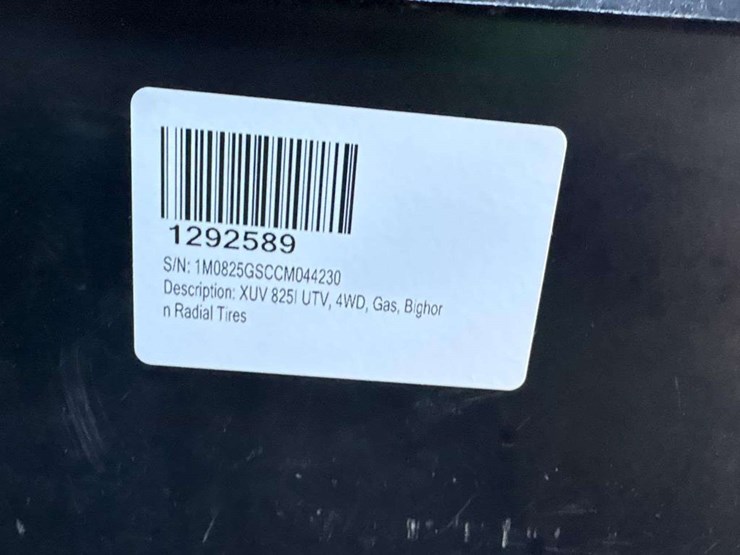 1292589
S/N: 1M0825GSCCM044230
Description: XUV 825I UTV, 4WD, Gas, Bighor
n Radial Tires